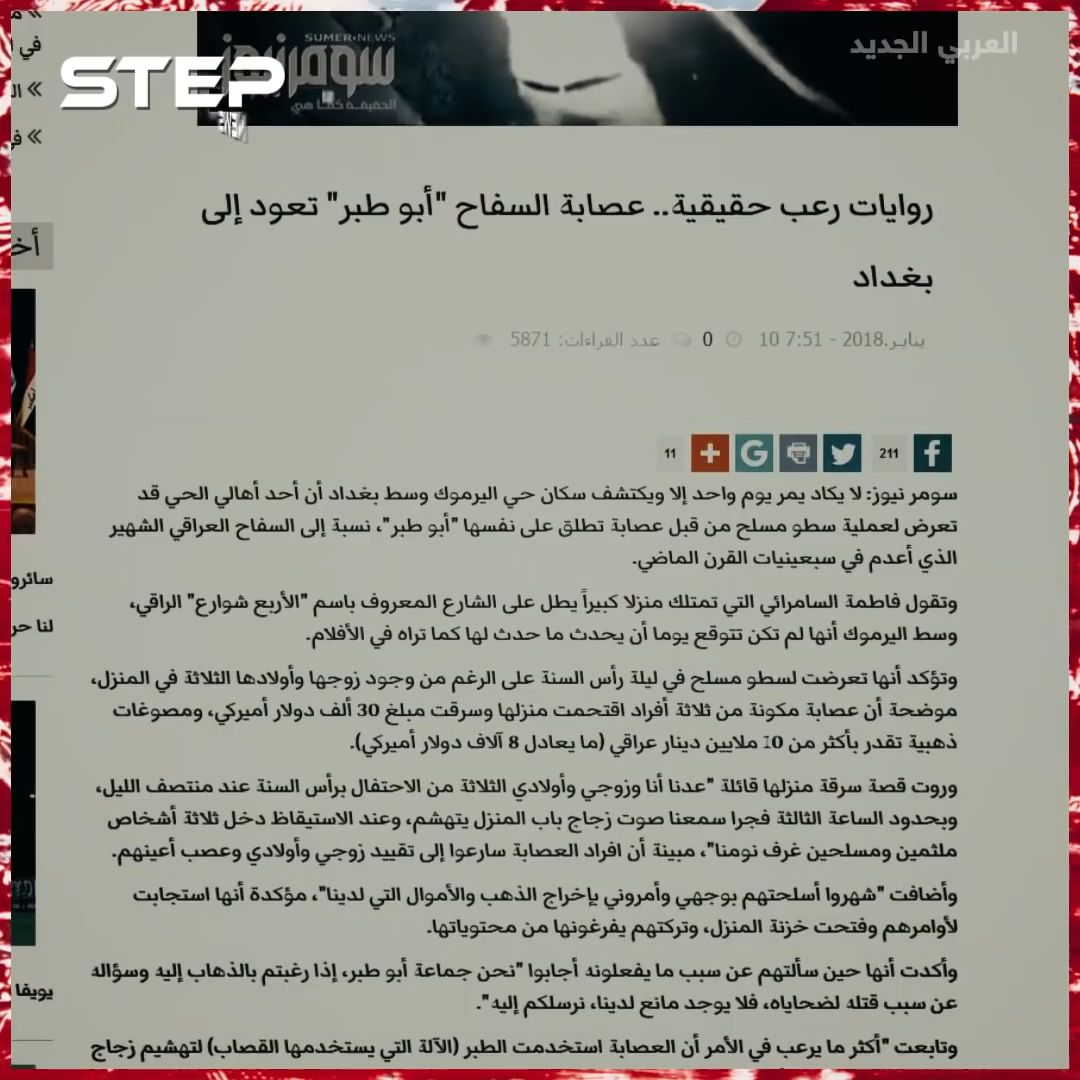 العربي الجديد
SUMER•NEWS
سومر نيوز
الحقيقة كما هي
STEP
في
روايات رعب حقيقية.. عصابة السفاح "أبو طبر" تعود إلى
بغداد
يناير.2018 - 7:51 10 0 عدد القراءات: 5871
211 11
سومر نيوز: لا يكاد يمر يوم واحد إلا ويكتشف سكان حي اليرموك وسط بغداد أن أحد أهالي الحي قد
تعرض لعملية سطو مسلح من قبل عصابة تطلق على نفسها "أبو طبر"، نسبة إلى السفاح العراقي الشهير
الذي أعدم في سبعينيات القرن الماضي.
وتقول فاطمة السامرائي التي تمتلك منزلا كبيراً يطل على الشارع المعروف باسم "الأربع شوارع" الراقي،
وسط اليرموك أنها لم تكن تتوقع يوما أن يحدث ما حدث لها كما تراه في الأفلام.
وتؤكد أنها تعرضت لسطو مسلح في ليلة رأس السنة على الرغم من وجود زوجها وأولادها الثلاثة في المنزل،
موضحة أن عصابة مكونة من ثلاثة أفراد اقتحمت منزلها وسرقت مبلغ 30 ألف دولار أميركي، ومصوغات
ذهبية تقدر بأكثر من 10 ملايين دينار عراقي (ما يعادل 8 آلاف دولار أميركي).
وروت قصة سرقة منزلها قائلة "عدنا أنا وزوجي وأولادي الثلاثة من الاحتفال برأس السنة عند منتصف الليل،
وبحدود الساعة الثالثة فجرا سمعنا صوت زجاج باب المنزل يتهشم، وعند الاستيقاظ دخل ثلاثة أشخاص
ملثمين ومسلحين غرف نومنا"، مبينة أن افراد العصابة سارعوا إلى تقييد زوجي وأولادي وعصب أعينهم.
وأضافت "شهروا أسلحتهم بوجهي وأمروني بإخراج الذهب والأموال التي لدينا"، مؤكدة أنها استجابت
لأوامرهم وفتحت خزنة المنزل، وتركتهم يفرغونها من محتوياتها.
وأكدت أنها حين سألتهم عن سبب ما يفعلونه أجابوا "نحن جماعة أبو طبر، إذا رغبتم بالذهاب إليه وسؤاله
عن سبب قتله لضحاياه، فلا يوجد مانع لدينا، نرسلكم إليه".
وتابعت "أكثر ما يرعب في الأمر أن العصابة استخدمت الطبر (الآلة التي يستخدمها القصاب) لتهشيم زجاج
سائرو
لنا حر
يويفا